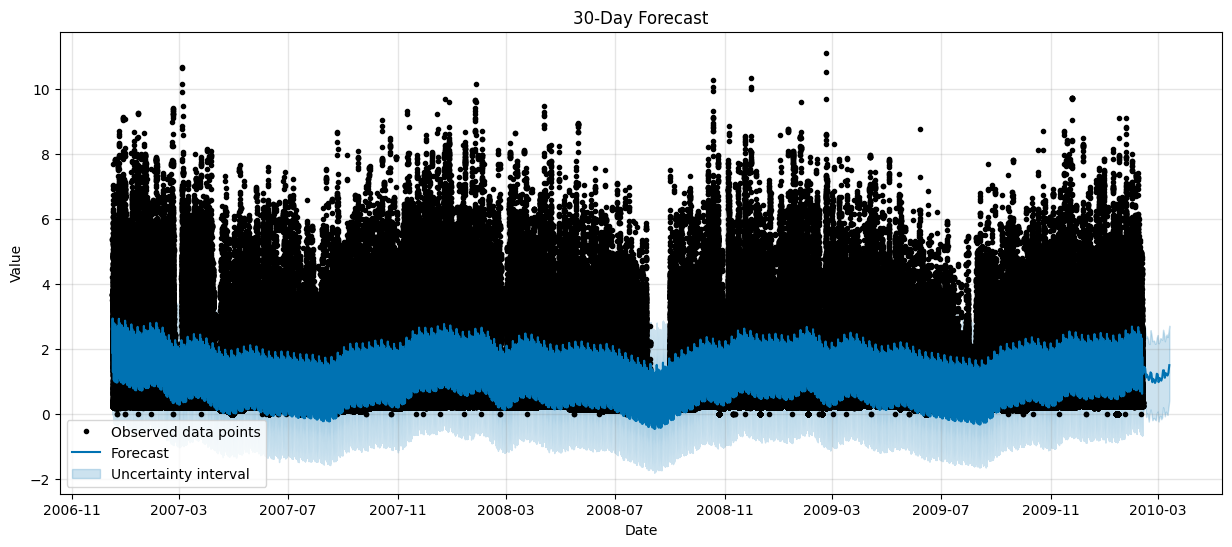 30-Day Forecast
Value
10
8
6
4
2
0
−2
Observed data points
Forecast
Uncertainty interval
2006-11 2007-03 2007-07 2007-11 2008-03 2008-07 2008-11 2009-03 2009-07 2009-11 2010-03
Date